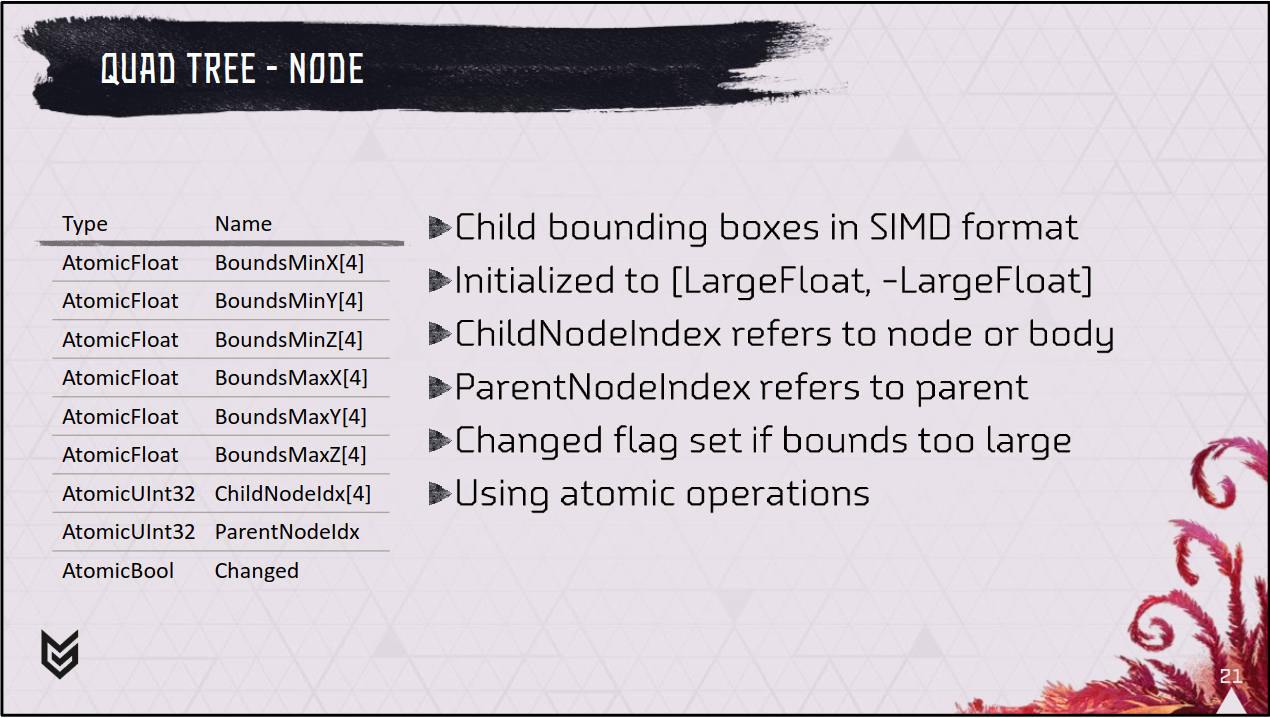 QUAD TREE - NODE
Type Name
AtomicFloat BoundsMinX[4]
AtomicFloat BoundsMinY[4]
AtomicFloat BoundsMinZ[4]
AtomicFloat BoundsMaxX[4]
AtomicFloat BoundsMaxY[4]
AtomicFloat BoundsMaxZ[4]
AtomicUInt32 ChildNodeIdx[4]
AtomicUInt32 ParentNodeIdx
AtomicBool Changed
Child bounding boxes in SIMD format
Initialized to [LargeFloat, -LargeFloat]
ChildNodeIndex refers to node or body
ParentNodeIndex refers to parent
Changed flag set if bounds too large
Using atomic operations
21